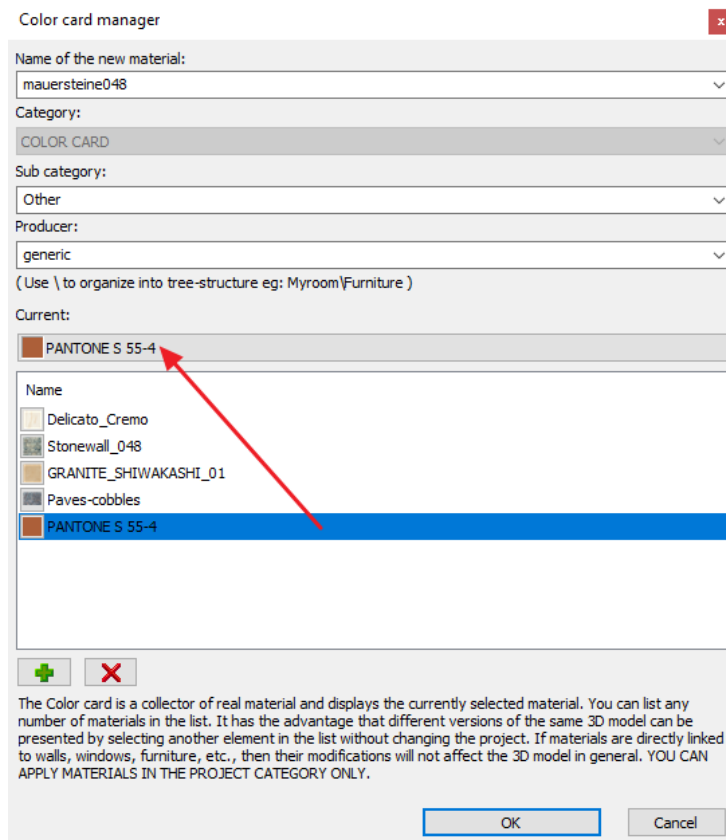 Color card manager
x
Name of the new material:
mauersteine048
Category:
COLOR CARD
Sub category:
Other
Producer:
generic
( Use \ to organize into tree-structure eg: Myroom\Furniture )
Current:
PANTONE S 55-4
Name
Delicato_Cremo
Stonewall_048
GRANITE_SHIWAKASHI_01
Paves-cobbles
PANTONE S 55-4
The Color card is a collector of real material and displays the currently selected material. You can list any
number of materials in the list. It has the advantage that different versions of the same 3D model can be
presented by selecting another element in the list without changing the project. If materials are directly linked
to walls, windows, furniture, etc., then their modifications will not affect the 3D model in general. YOU CAN
APPLY MATERIALS IN THE PROJECT CATEGORY ONLY.
OK
Cancel